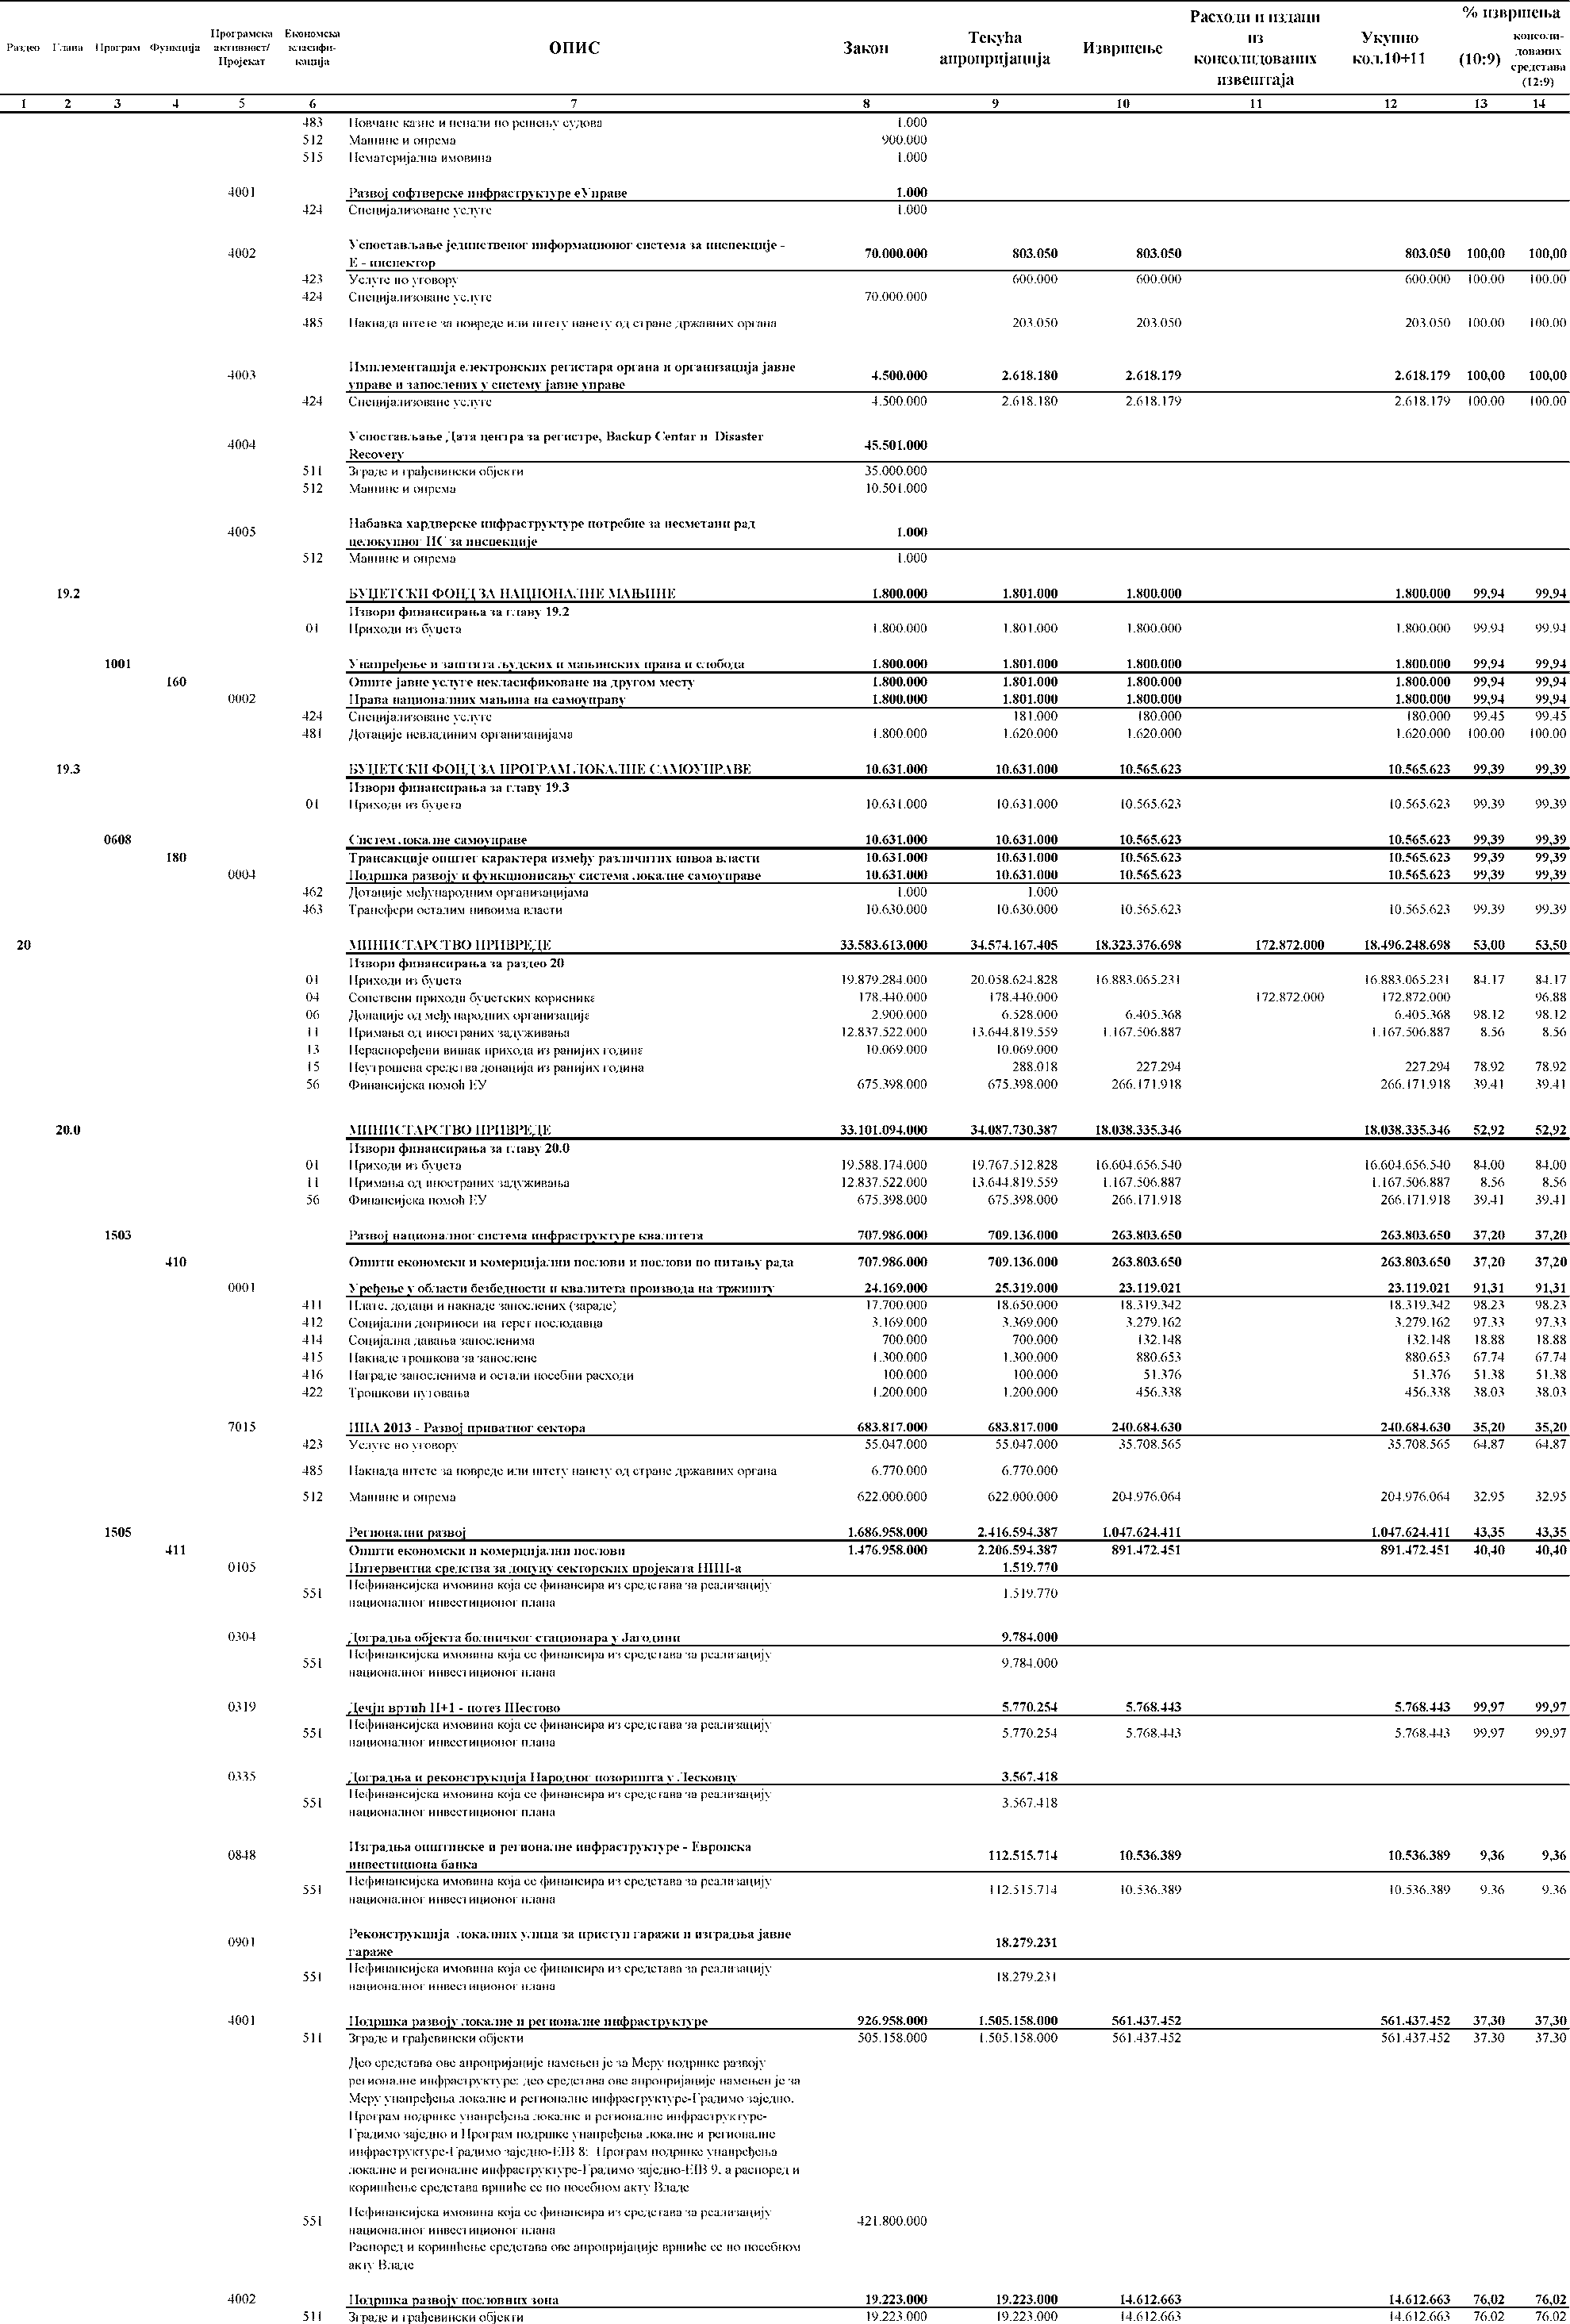 Раздео Глава Програм Функција Програмска активност/ Пројекат Економска класифи-кација ОПИС Закон Текућа апропријација Извршење Расходи и издаци из консолидованих извештаја Укупно кол.10+11 % извршења (10:9) консоли-дованих средстава (12:9)
1 2 3 4 5 6 7 8 9 10 11 12 13 14
483 Новчане казне и пенали по решењу судова 1.000
512 Машине и опрема 900.000
515 Нематеријална имовина 1.000
4001 Развој софтверске инфраструктуре еУправе 1.000
424 Специјализоване услуге 1.000
4002 Успостављање јединственог информационог система за инспекције -
Е - инспектор 70.000.000 803.050 803.050 803.050 100,00 100,00
423 Услуге по уговору 600.000 600.000 600.000 100.00 100.00
424 Специјализоване услуге 70.000.000
485 Накнада штете за повреде или штету нанету од стране државних органа 203.050 203.050 203.050 100.00 100.00
4003 Имплементација електронских регистара органа и организација јавне
управе и запослених у систему јавне управе 4.500.000 2.618.180 2.618.179 2.618.179 100,00 100,00
424 Специјализоване услуге 4.500.000 2.618.180 2.618.179 2.618.179 100.00 100.00
4004 Успостављање Дата центра за регистре, Backup Centar и Disaster
Recovery 45.501.000
511 Зграде и грађевински објекти 35.000.000
512 Машине и опрема 10.501.000
4005 Набавка хардверске инфраструктуре потребне за несметани рад
целокупног ИС за инспекције 1.000
512 Машине и опрема 1.000
19.2 БУЏЕТСКИ ФОНД ЗА НАЦИОНАЛНЕ МАЊИНЕ 1.800.000 1.801.000 1.800.000 1.800.000 99,94 99,94
Извори финансирања за главу 19.2
01 Приходи из буџета 1.800.000 1.801.000 1.800.000 1.800.000 99.94 99.94
1001 Унапређење и заштита људских и мањинских права и слобода 1.800.000 1.801.000 1.800.000 1.800.000 99,94 99,94
160 Опште јавне услуге некласификоване на другом месту 1.800.000 1.801.000 1.800.000 1.800.000 99,94 99,94
0002 Права националних мањина на самоуправу 1.800.000 1.801.000 1.800.000 1.800.000 99,94 99,94
424 Специјализоване услуге 181.000 180.000 180.000 99.45 99.45
481 Дотације невладиним организацијама 1.800.000 1.620.000 1.620.000 1.620.000 100.00 100.00
19.3 БУЏЕТСКИ ФОНД ЗА ПРОГРАМ ЛОКАЛНЕ САМОУПРАВЕ 10.631.000 10.631.000 10.565.623 10.565.623 99,39 99,39
Извори финансирања за главу 19.3
01 Приходи из буџета 10.631.000 10.631.000 10.565.623 10.565.623 99.39 99.39
0608 Систем локалне самоуправе 10.631.000 10.631.000 10.565.623 10.565.623 99,39 99,39
180 Трансакције општег карактера између различитих нивоа власти 10.631.000 10.631.000 10.565.623 10.565.623 99,39 99,39
0004 Подршка развоју и функционисању система локалне самоуправе 10.631.000 10.631.000 10.565.623 10.565.623 99,39 99,39
462 Дотације међународним организацијама 1.000 1.000
463 Трансфери осталим нивоима власти 10.630.000 10.630.000 10.565.623 10.565.623 99.39 99.39
20 МИНИСТАРСТВО ПРИВРЕДЕ 33.583.613.000 34.574.167.405 18.323.376.698 172.872.000 18.496.248.698 53,00 53,50
Извори финансирања за раздео 20
01 Приходи из буџета 19.879.284.000 20.058.624.828 16.883.065.231 16.883.065.231 84.17 84.17
04 Сопствени приходи буџетских корисника 178.440.000 178.440.000 172.872.000 172.872.000 96.88
06 Донације од међународних организација 2.900.000 6.528.000 6.405.368 6.405.368 98.12 98.12
11 Примања од иностраних задуживања 12.837.522.000 13.644.819.559 1.167.506.887 1.167.506.887 8.56 8.56
13 Нераспоређени вишак прихода из ранијих година 10.069.000 10.069.000
15 Неутрошена средства донација из ранијих година 288.018 227.294 227.294 78.92 78.92
56 Финансијска помоћ ЕУ 675.398.000 675.398.000 266.171.918 266.171.918 39.41 39.41
20.0 МИНИСТАРСТВО ПРИВРЕДЕ 33.101.094.000 34.087.730.387 18.038.335.346 18.038.335.346 52,92 52,92
Извори финансирања за главу 20.0
01 Приходи из буџета 19.588.174.000 19.767.512.828 16.604.656.540 16.604.656.540 84.00 84.00
11 Примања од иностраних задуживања 12.837.522.000 13.644.819.559 1.167.506.887 1.167.506.887 8.56 8.56
56 Финансијска помоћ ЕУ 675.398.000 675.398.000 266.171.918 266.171.918 39.41 39.41
1503 Развој националног система инфраструктуре квалитета 707.986.000 709.136.000 263.803.650 263.803.650 37,20 37,20
410 Општи економски и комерцијални послови и послови по питању рада 707.986.000 709.136.000 263.803.650 263.803.650 37,20 37,20
0001 Уређење у области безбедности и квалитета производа на тржишту 24.169.000 25.319.000 23.119.021 23.119.021 91,31 91,31
411 Плате, додаци и накнаде запослених (зараде) 17.700.000 18.650.000 18.319.342 18.319.342 98.23 98.23
412 Социјални доприноси на терет послодавца 3.169.000 3.369.000 3.279.162 3.279.162 97.33 97.33
414 Социјална давања запосленима 700.000 700.000 132.148 132.148 18.88 18.88
415 Накнаде трошкова за запослене 1.300.000 1.300.000 880.653 880.653 67.74 67.74
416 Награде запосленима и остали посебни расходи 100.000 100.000 51.376 51.376 51.38 51.38
422 Трошкови путовања 1.200.000 1.200.000 456.338 456.338 38.03 38.03
7015 ИПА 2013 - Развој приватног сектора 683.817.000 683.817.000 240.684.630 240.684.630 35,20 35,20
423 Услуге по уговору 55.047.000 55.047.000 35.708.565 35.708.565 64.87 64.87
485 Накнада штете за повреде или штету нанету од стране државних органа 6.770.000 6.770.000
512 Машине и опрема 622.000.000 622.000.000 204.976.064 204.976.064 32.95 32.95
1505 Регионални развој 1.686.958.000 2.416.594.387 1.047.624.411 1.047.624.411 43,35 43,35
411 Општи економски и комерцијални послови 1.476.958.000 2.206.594.387 891.472.451 891.472.451 40,40 40,40
0105 Интервентна средства за допуну секторских пројеката НИП-а 1.519.770
551 Нефинансијска имовина која се финансира из средстава за реализацију
националног инвестиционог плана 1.519.770
0304 Доградња објекта болничког стационара у Јагодини 9.784.000
551 Нефинансијска имовина која се финансира из средстава за реализацију
националног инвестиционог плана 9.784.000
0319 Дечји вртић П+1 - потез Шестово 5.770.254 5.768.443 5.768.443 99,97 99,97
551 Нефинансијска имовина која се финансира из средстава за реализацију
националног инвестиционог плана 5.770.254 5.768.443 5.768.443 99.97 99.97
0335 Доградња и реконструкција Народног позоришта у Лесковцу 3.567.418
551 Нефинансијска имовина која се финансира из средстава за реализацију
националног инвестиционог плана 3.567.418
0848 Изградња општинске и регионалне инфраструктуре - Европска
инвестициона банка 112.515.714 10.536.389 10.536.389 9,36 9,36
551 Нефинансијска имовина која се финансира из средстава за реализацију
националног инвестиционог плана 112.515.714 10.536.389 10.536.389 9.36 9.36
0901 Реконструкција локалних улица за приступ гаражи и изградња јавне
гараже 18.279.231
551 Нефинансијска имовина која се финансира из средстава за реализацију
националног инвестиционог плана 18.279.231
4001 Подршка развоју локалне и регионалне инфраструктуре 926.958.000 1.505.158.000 561.437.452 561.437.452 37,30 37,30
511 Зграде и грађевински објекти 505.158.000 1.505.158.000 561.437.452 561.437.452 37.30 37.30
Део средстава ове апропријације намењен је за Меру подршке развоју
регионалне инфраструктуре; део средстава ове апропријације намењен је за
Меру унапређења локалне и регионалне инфраструктуре-Градимо заједно,
Програм подршке унапређења локалне и регионалне инфраструктуре-
Градимо заједно и Програм подршке унапређења локалне и регионалне
инфраструктуре-Градимо заједно-ЕIB 8; Програм подршке унапређења
локалне и регионалне инфраструктуре-Градимо заједно-ЕIB 9, а распоред и
коришћење средстава вршиће се по посебном акту Владе
551 Нефинансијска имовина која се финансира из средстава за реализацију
националног инвестиционог плана 421.800.000
Распоред и коришћење средстава ове апропријације вршиће се по посебном
акту Владе
4002 Подршка развоју пословних зона 19.223.000 19.223.000 14.612.663 14.612.663 76,02 76,02
511 Зграде и грађевински објекти 19.223.000 19.223.000 14.612.663 14.612.663 76.02 76.02